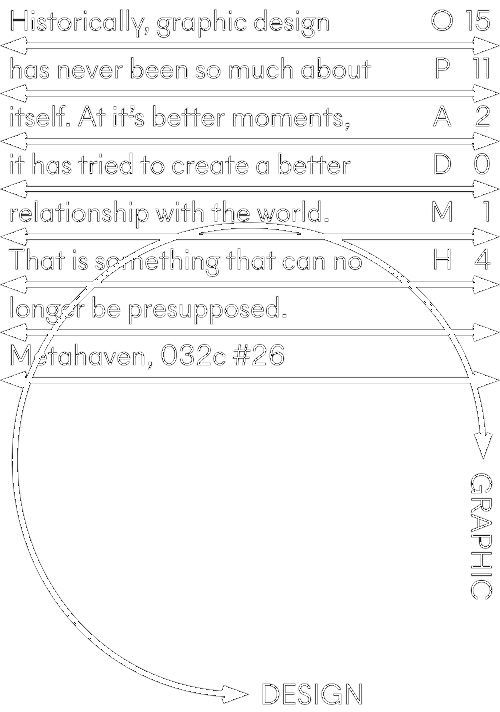 Historically, graphic design O 15
has never been so much about P 11
itself. At it's better moments, A 2
it has tried to create a better D 0
relationship with the world. M 1
That is something that can no H 4
longer be presupposed.
Metahaven, 032c #26
GRAPHIC
DESIGN